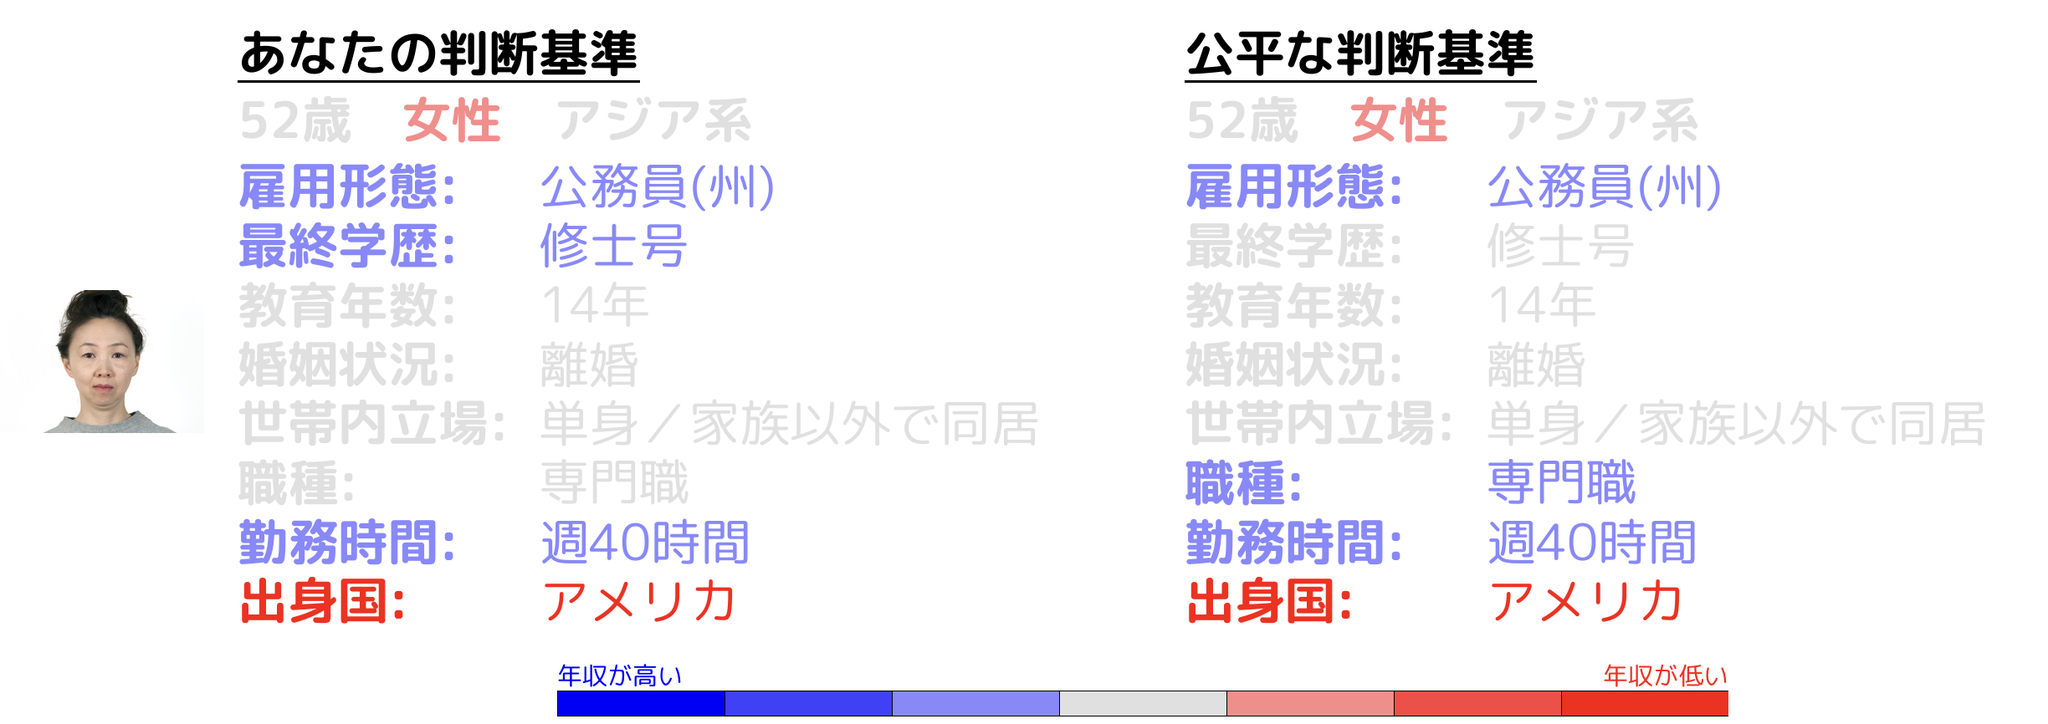 あなたの判断基準
52歳 女性 アジア系
雇用形態: 公務員(州)
最終学歴: 修士号
教育年数: 14年
婚姻状況: 離婚
世帯内立場: 単身／家族以外で同居
職種: 専門職
勤務時間: 週40時間
出身国: アメリカ
公平な判断基準
52歳 女性 アジア系
雇用形態: 公務員(州)
最終学歴: 修士号
教育年数: 14年
婚姻状況: 離婚
世帯内立場: 単身／家族以外で同居
職種: 専門職
勤務時間: 週40時間
出身国: アメリカ
年収が高い 年収が低い